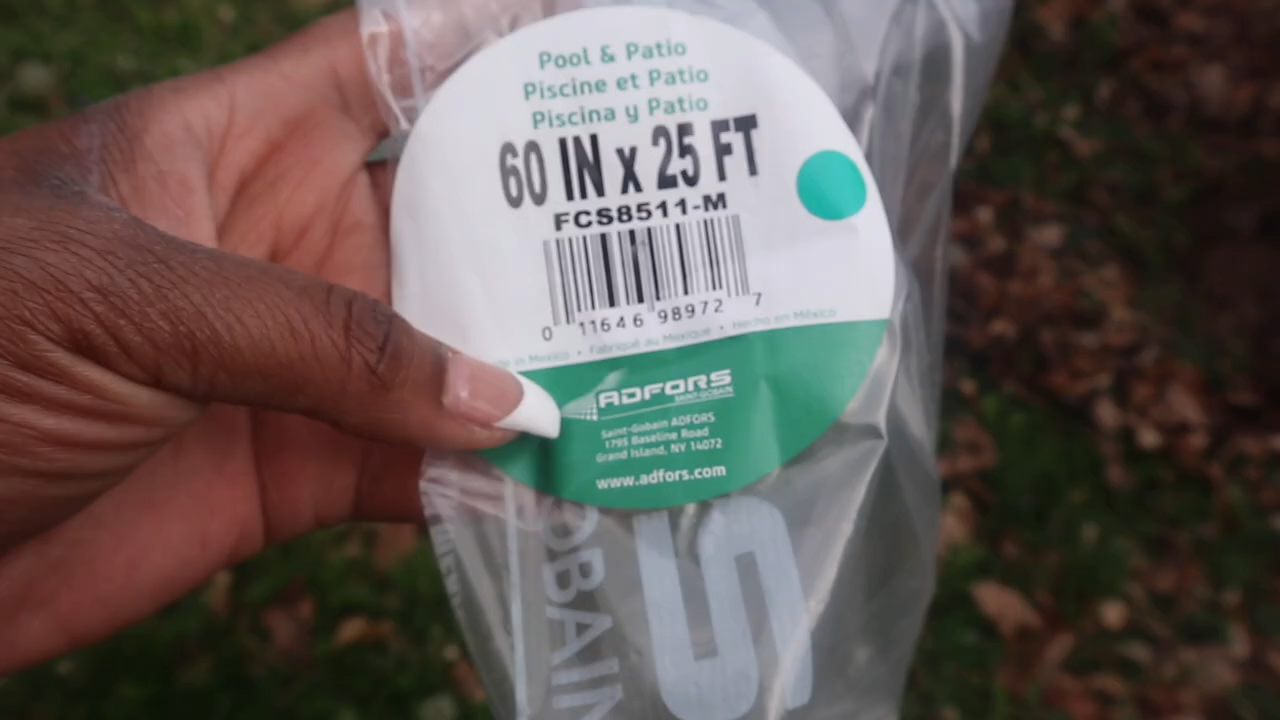 Pool & Patio
Piscine et Patio
Piscina y Patio
60 IN x 25 FT
FCS8511-M
0 11646 98972 7
in Mexico • Fabriqué au Mexique • Hecho en México
ADFORS
SAINT-GOBAIN
Saint-Gobain ADFORS
1795 Baseline Road
Grand Island, NY 14072
www.adfors.com
OBAIN
S